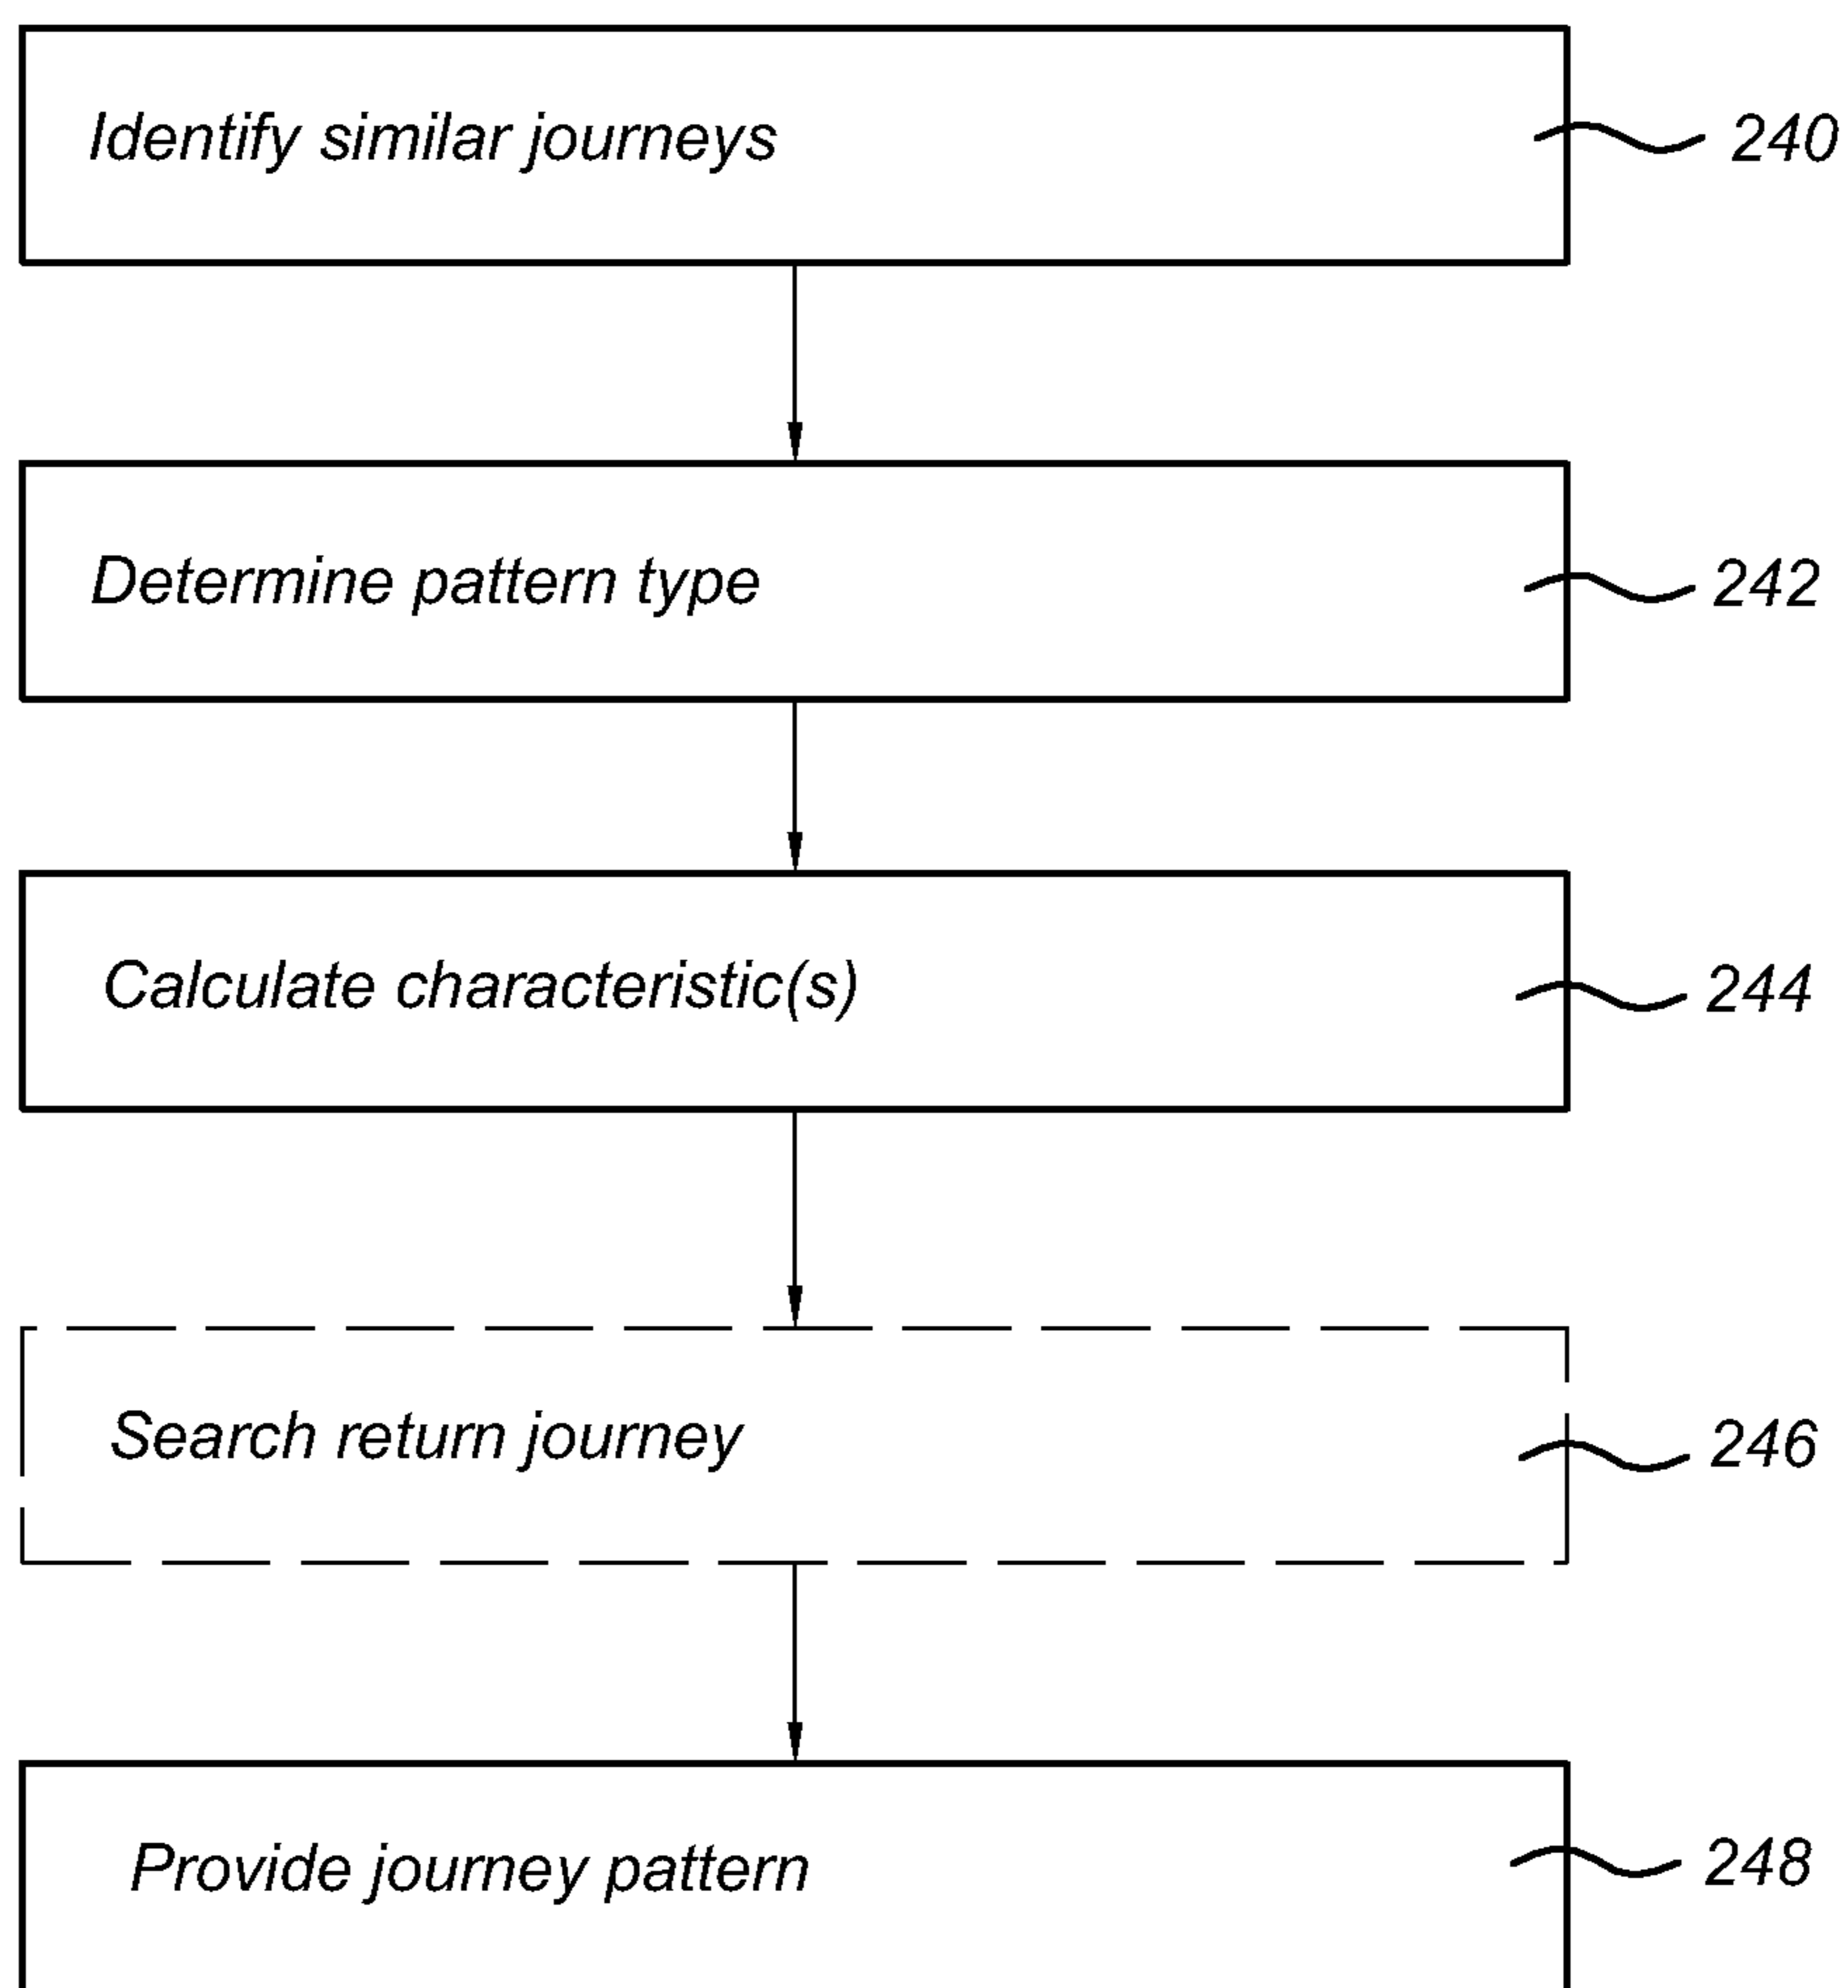 Identify similar journeys 240
Determine pattern type 242
Calculate characteristic(s) 244
Search return journey 246
Provide journey pattern 248